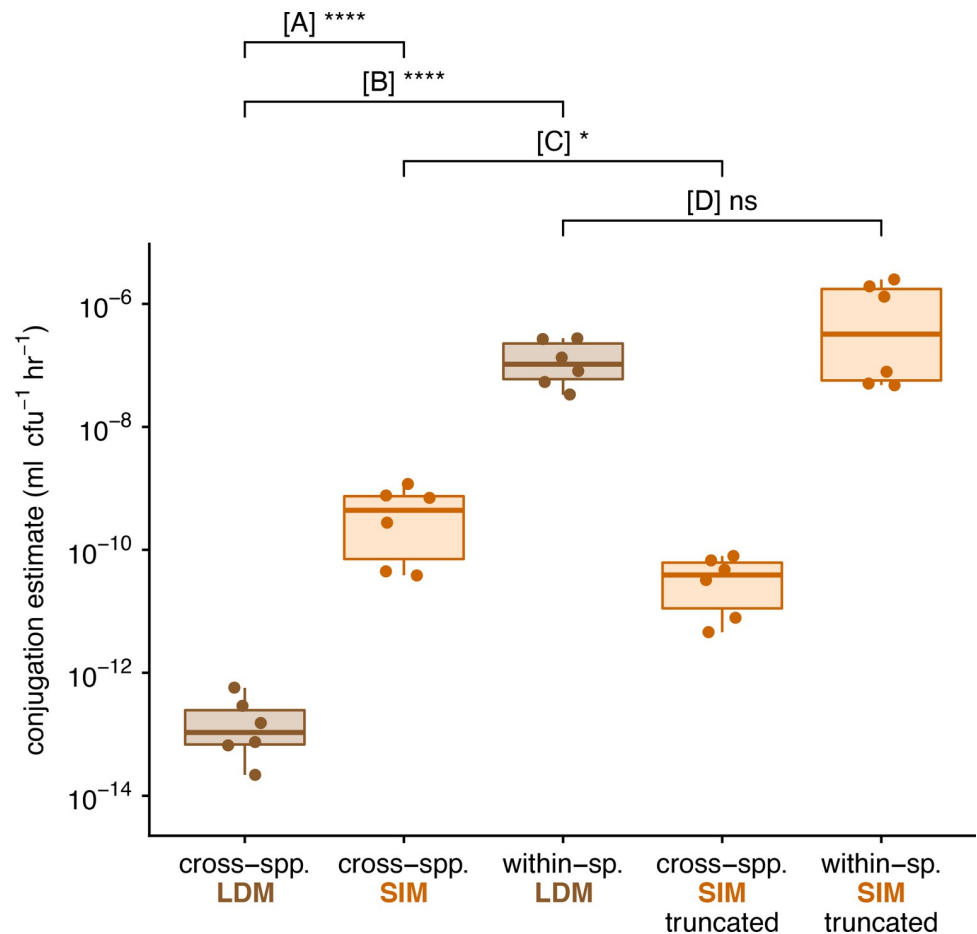 [A] ****
[B] ****
[C] *
[D] ns
conjugation estimate (ml cfu⁻¹ hr⁻¹)
10⁻⁶
10⁻⁸
10⁻¹⁰
10⁻¹²
10⁻¹⁴
cross–spp.
LDM
cross–spp.
SIM
within–sp.
LDM
cross–spp.
SIM
truncated
within–sp.
SIM
truncated